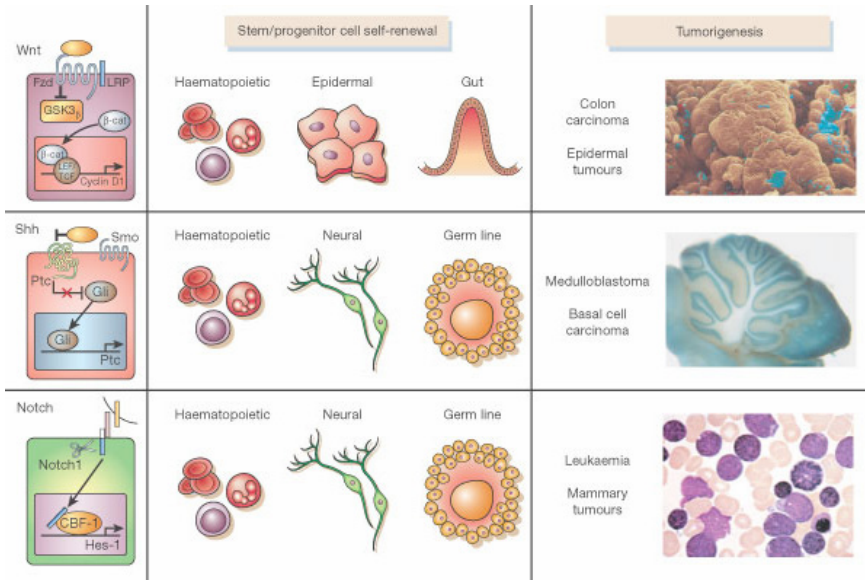 Stem/progenitor cell self-renewal
Tumorigenesis
Wnt
Fzd
LRP
GSK3β
β-cat
β-cat
LEF/
TCF
Cyclin D1
Haematopoietic
Epidermal
Gut
Colon
carcinoma
Epidermal
tumours
Shh
Smo
Ptc
Gli
Gli
Ptc
Haematopoietic
Neural
Germ line
Medulloblastoma
Basal cell
carcinoma
Notch
Notch1
CBF-1
Hes-1
Haematopoietic
Neural
Germ line
Leukaemia
Mammary
tumours